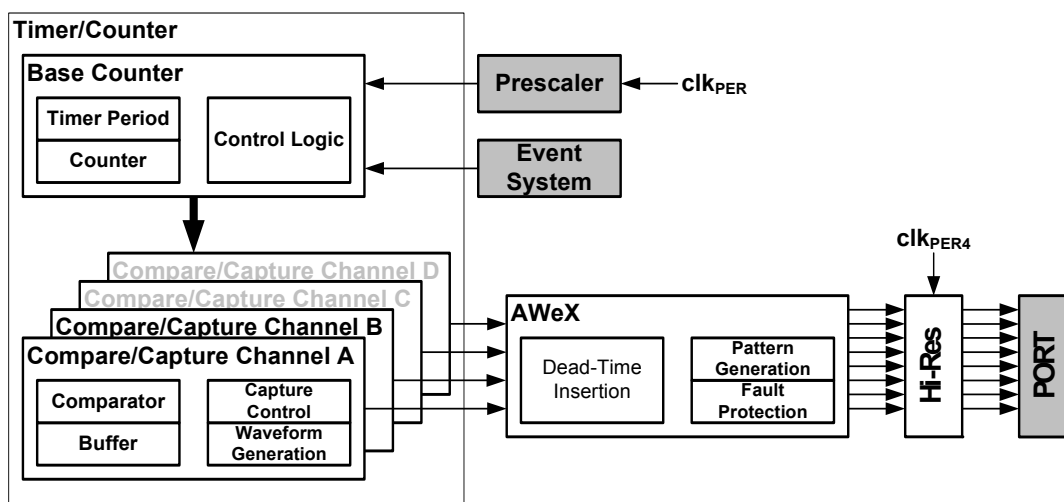 Timer/Counter
Base Counter
Timer Period
Counter
Control Logic
Prescaler
clkPER
Event
System
Compare/Capture Channel D
Compare/Capture Channel C
Compare/Capture Channel B
Compare/Capture Channel A
Comparator
Buffer
Capture
Control
Waveform
Generation
AWeX
Dead-Time
Insertion
Pattern
Generation
Fault
Protection
clkPER4
Hi-Res
PORT